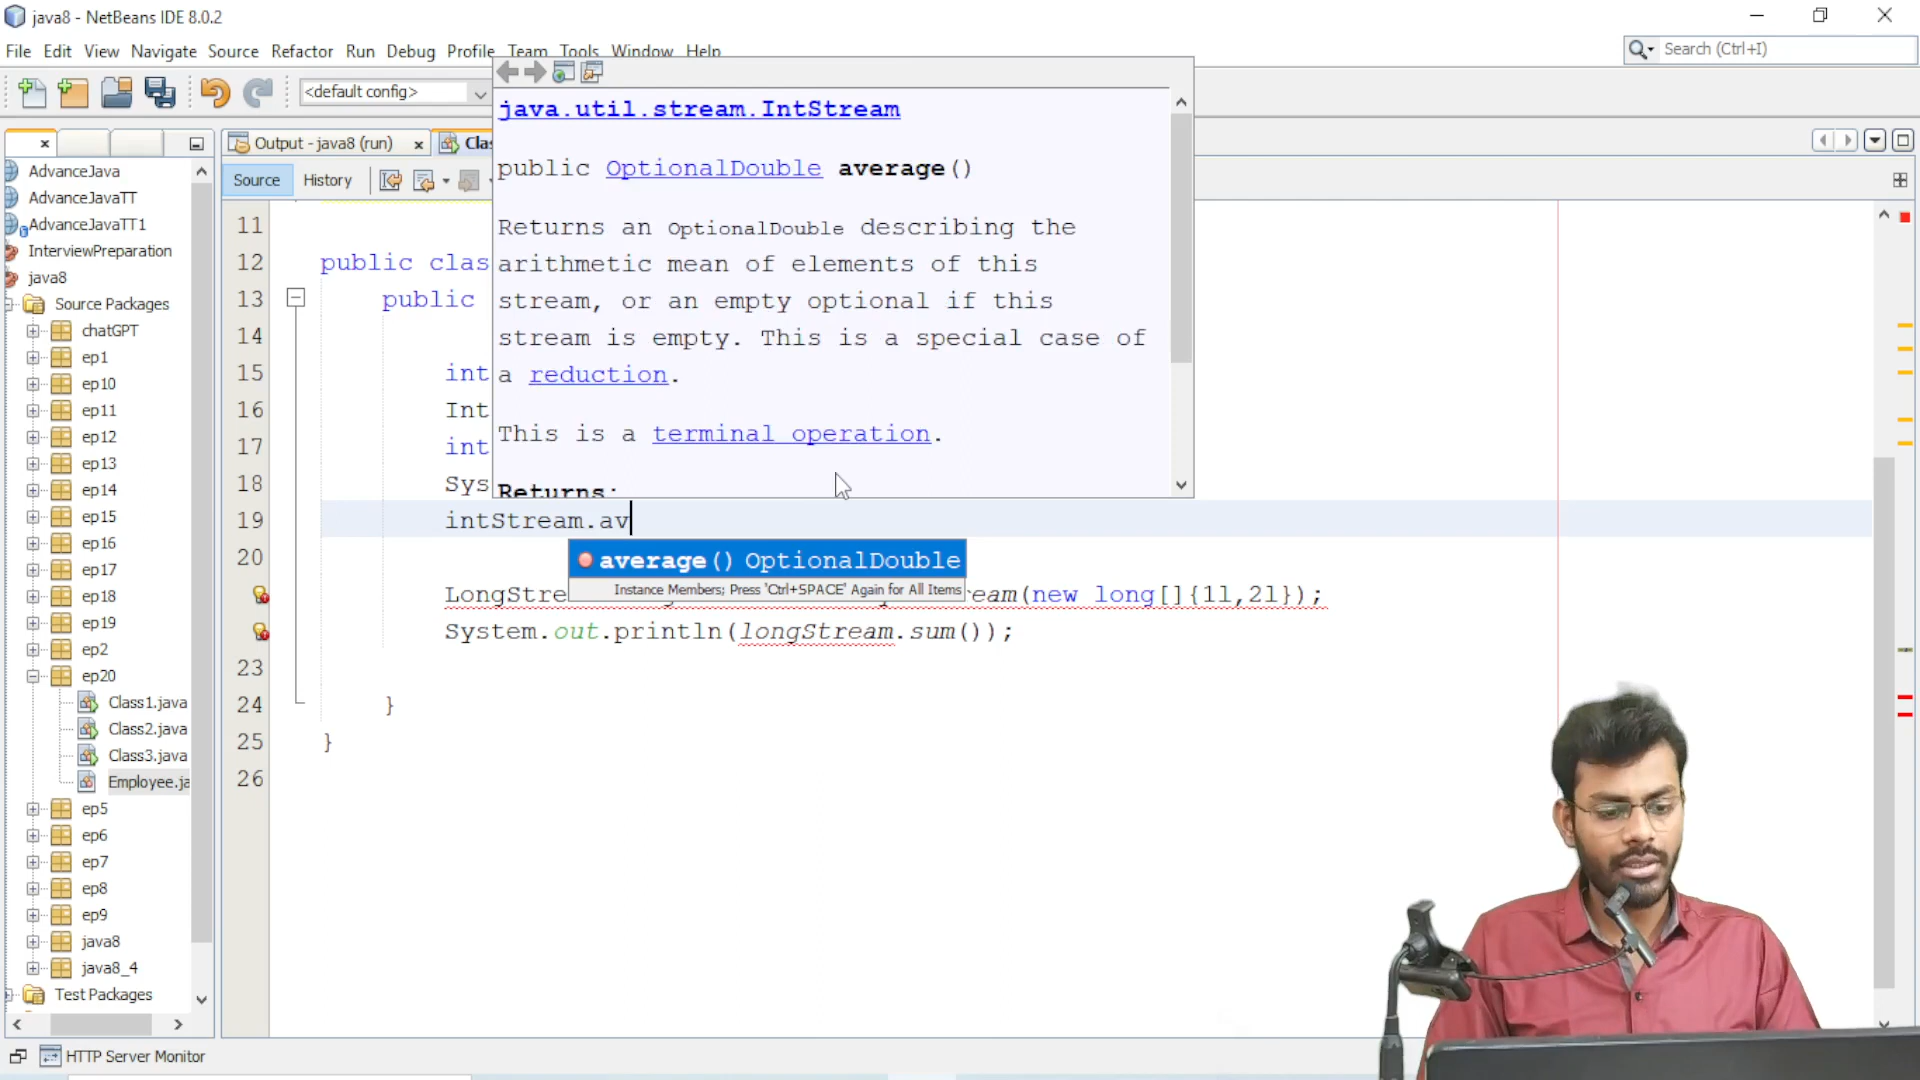 java8 - NetBeans IDE 8.0.2
File Edit View Navigate Source Refactor Run Debug Profile Team Tools Window Help
Search (Ctrl+I)
<default config>
Output - java8 (run)
Source History
java.util.stream.IntStream
public OptionalDouble average()
Returns an OptionalDouble describing the
arithmetic mean of elements of this
stream, or an empty optional if this
stream is empty. This is a special case of
a reduction.
This is a terminal operation.
Returns:
AdvanceJava
AdvanceJavaTT
AdvanceJavaTT1
InterviewPreparation
java8
Source Packages
chatGPT
ep1
ep10
ep11
ep12
ep13
ep14
ep15
ep16
ep17
ep18
ep19
ep2
ep20
Class1.java
Class2.java
Class3.java
Employee.ja
ep5
ep6
ep7
ep8
ep9
java8
java8_4
Test Packages
11
12 public clas
13 public
14
15 int
16 Int
17 int
18 Sys
19 intStream.av
average() OptionalDouble
Instance Members; Press 'Ctrl+SPACE' Again for All Items
20
LongStre eam(new long[]{1l,2l});
System.out.println(longStream.sum());
23
24 }
25 }
26
HTTP Server Monitor